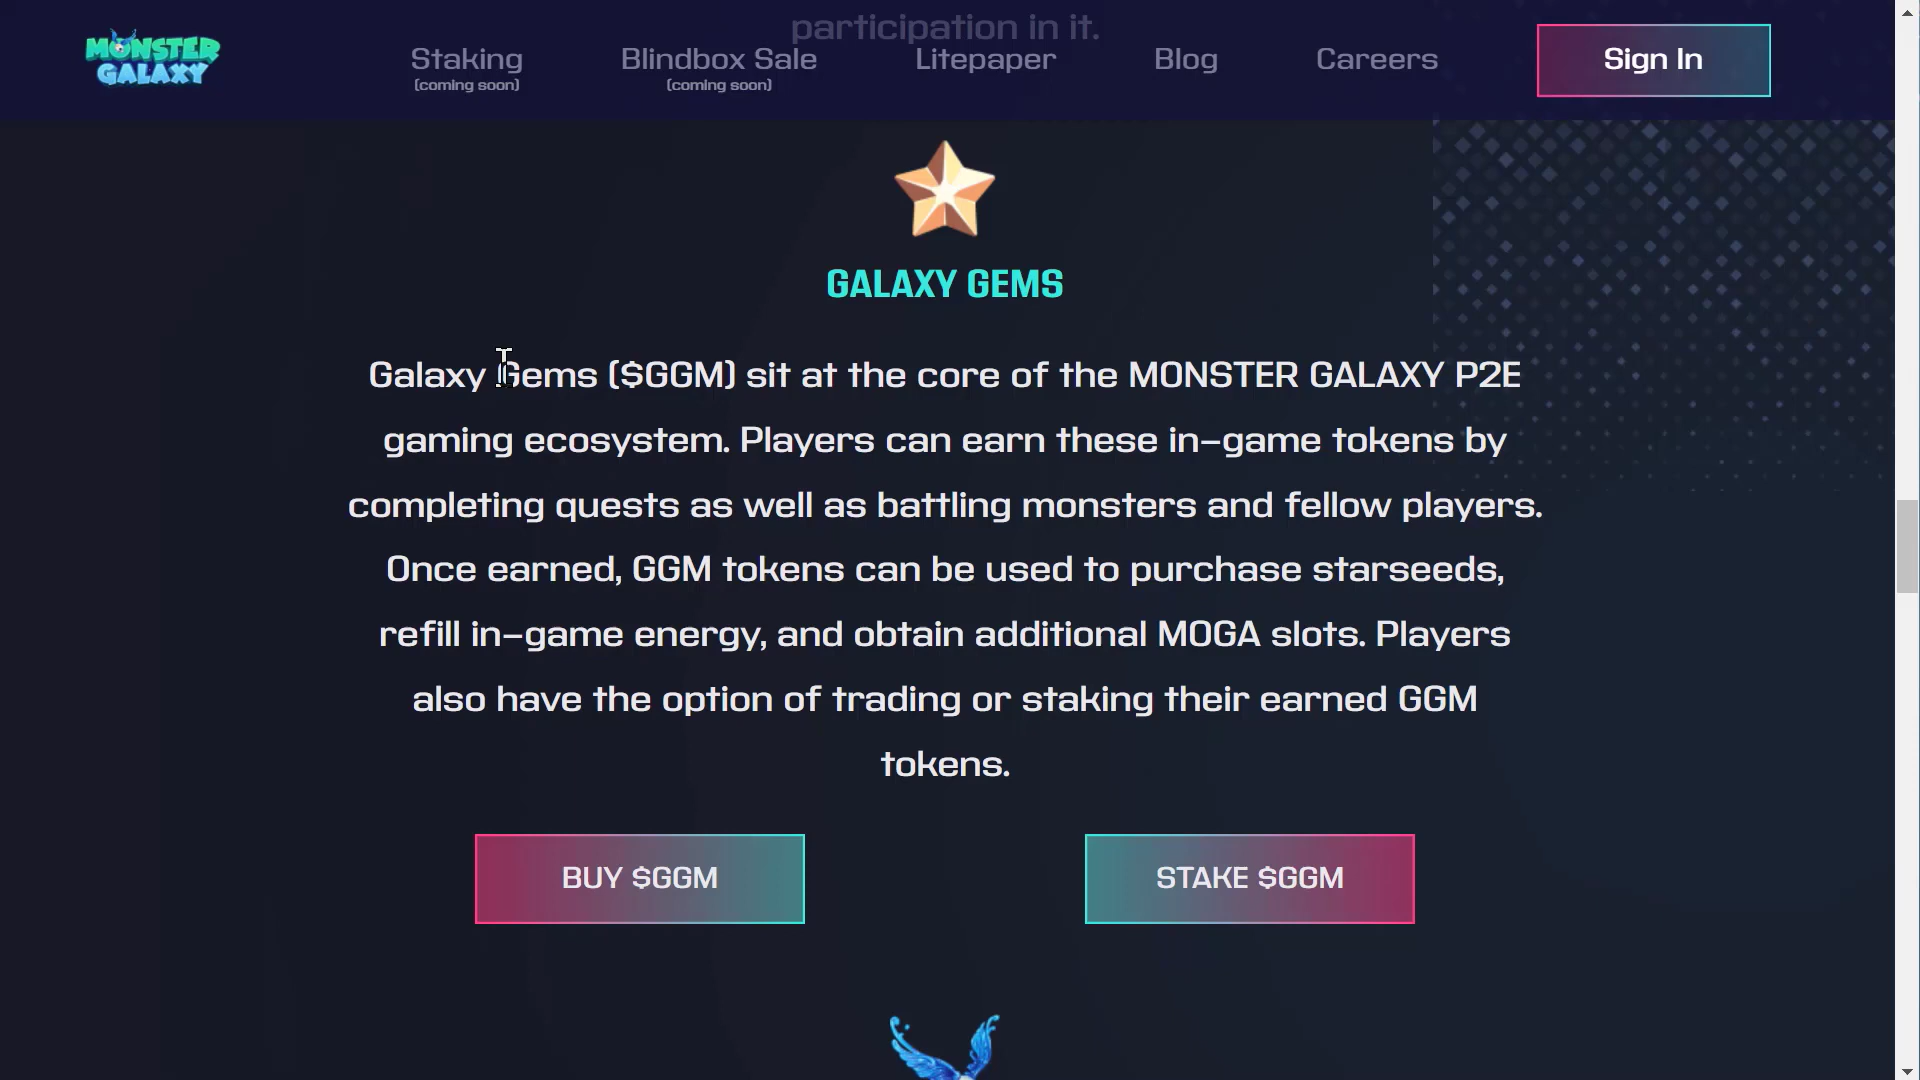 participation in it.
MONSTER
GALAXY
Staking
(coming soon)
Blindbox Sale
(coming soon)
Litepaper
Blog
Careers
Sign In
GALAXY GEMS
Galaxy Gems ($GGM) sit at the core of the MONSTER GALAXY P2E
gaming ecosystem. Players can earn these in-game tokens by
completing quests as well as battling monsters and fellow players.
Once earned, GGM tokens can be used to purchase starseeds,
refill in-game energy, and obtain additional MOGA slots. Players
also have the option of trading or staking their earned GGM
tokens.
BUY $GGM
STAKE $GGM